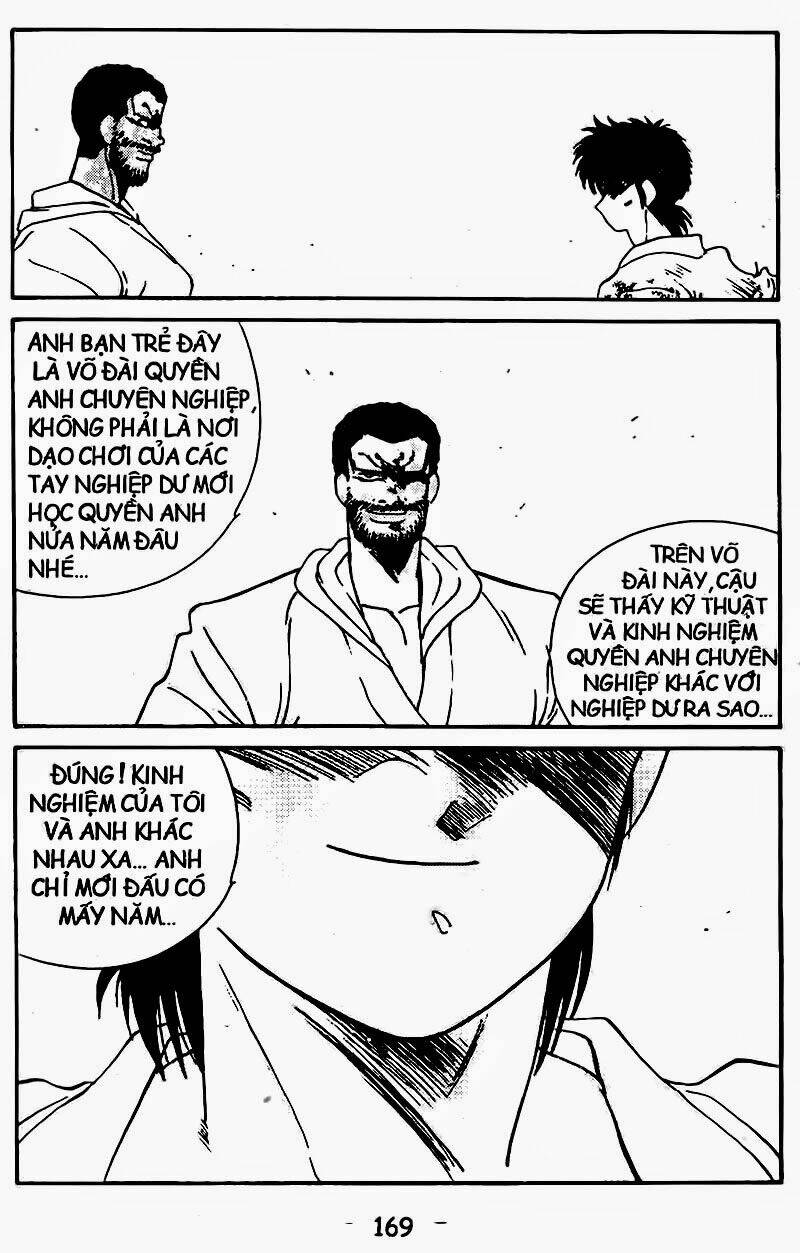 ANH BẠN TRẺ ĐÂY
LÀ VÕ ĐÀI QUYỀN
ANH CHUYÊN NGHIỆP,
KHÔNG PHẢI LÀ NƠI
DẠO CHƠI CỦA CÁC
TAY NGHIỆP DƯ MỚI
HỌC QUYỀN ANH
NỬA NĂM ĐÂU
NHÉ...
TRÊN VÕ
ĐÀI NÀY, CẬU
SẼ THẤY KỸ THUẬT
VÀ KINH NGHIỆM
QUYỀN ANH CHUYÊN
NGHIỆP KHÁC VỚI
NGHIỆP DƯ RA SAO...
ĐÚNG! KINH
NGHIỆM CỦA TÔI
VÀ ANH KHÁC
NHAU XA... ANH
CHỈ MỚI ĐẤU CÓ
MẤY NĂM...
- 169 -